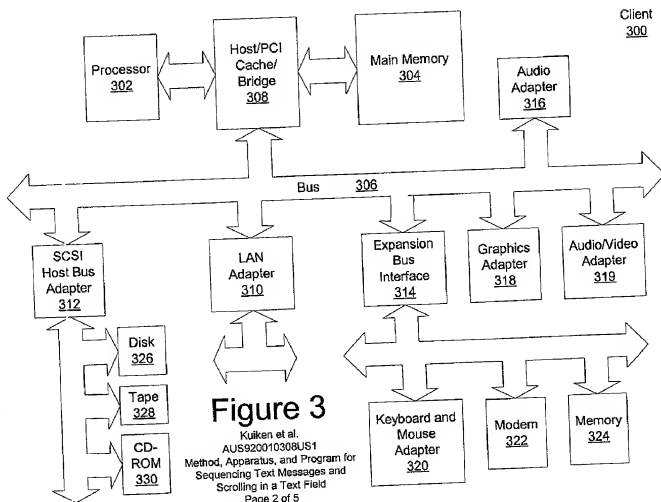 Client
300
Processor
302
Host/PCI
Cache/
Bridge
308
Main Memory
304
Audio
Adapter
316
Bus 306
SCSI
Host Bus
Adapter
312
LAN
Adapter
310
Expansion
Bus
Interface
314
Graphics
Adapter
318
Audio/Video
Adapter
319
Disk
326
Tape
328
CD-
ROM
330
Keyboard and
Mouse
Adapter
320
Modem
322
Memory
324
Figure 3
Kuiken et al.
AUS920010308US1
Method, Apparatus, and Program for
Sequencing Text Messages and
Scrolling in a Text Field
Page 2 of 5